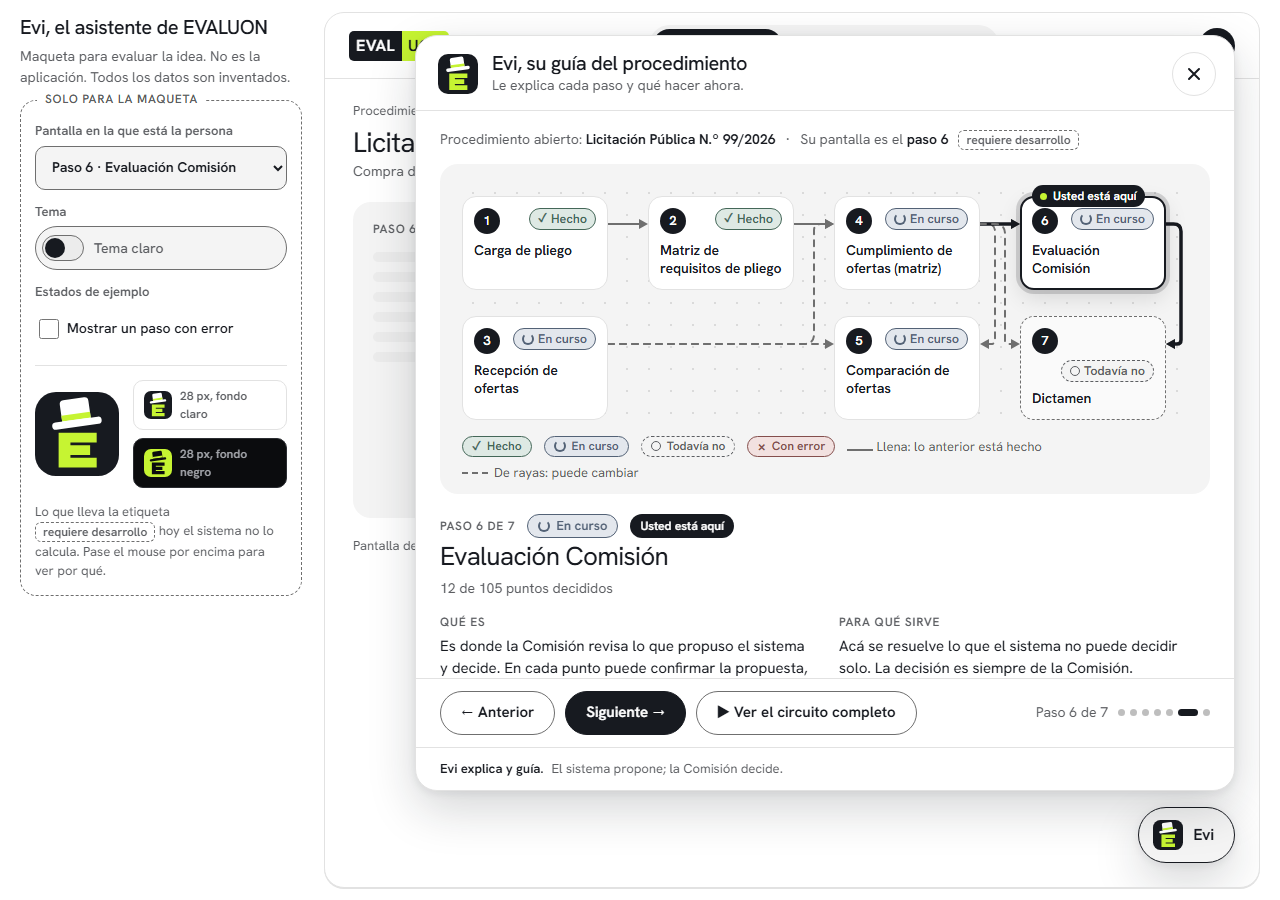 Evi, el asistente de EVALUON
Maqueta para evaluar la idea. No es la
aplicación. Todos los datos son inventados.
SOLO PARA LA MAQUETA
Pantalla en la que está la persona
Paso 6 · Evaluación Comisión
Tema
Tema claro
Estados de ejemplo
Mostrar un paso con error
28 px, fondo
claro
28 px, fondo
negro
Lo que lleva la etiqueta
requiere desarrollo hoy el sistema no lo
calcula. Pase el mouse por encima para
ver por qué.
EVAL U
Procedimie
Licita
Compra d
PASO 6
Pantalla de
Evi, su guía del procedimiento
Le explica cada paso y qué hacer ahora.
✕
Procedimiento abierto: Licitación Pública N.° 99/2026 · Su pantalla es el paso 6 requiere desarrollo
1 ✓ Hecho
Carga de pliego
2 ✓ Hecho
Matriz de
requisitos de pliego
4 En curso
Cumplimiento de
ofertas (matriz)
Usted está aquí
6 En curso
Evaluación
Comisión
3 En curso
Recepción de
ofertas
5 En curso
Comparación de
ofertas
7
Todavía no
Dictamen
✓ Hecho En curso Todavía no × Con error Llena: lo anterior está hecho
De rayas: puede cambiar
PASO 6 DE 7 En curso Usted está aquí
Evaluación Comisión
12 de 105 puntos decididos
QUÉ ES
Es donde la Comisión revisa lo que propuso el sistema
y decide. En cada punto puede confirmar la propuesta,
PARA QUÉ SIRVE
Acá se resuelve lo que el sistema no puede decidir
solo. La decisión es siempre de la Comisión.
← Anterior
Siguiente →
▶ Ver el circuito completo
Paso 6 de 7
Evi explica y guía. El sistema propone; la Comisión decide.
Evi